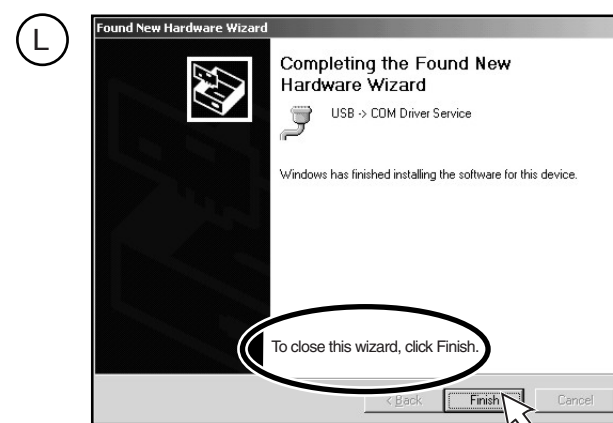 L
Found New Hardware Wizard
Completing the Found New
Hardware Wizard
USB -> COM Driver Service
Windows has finished installing the software for this device.
To close this wizard, click Finish.
< Back Finish Cancel